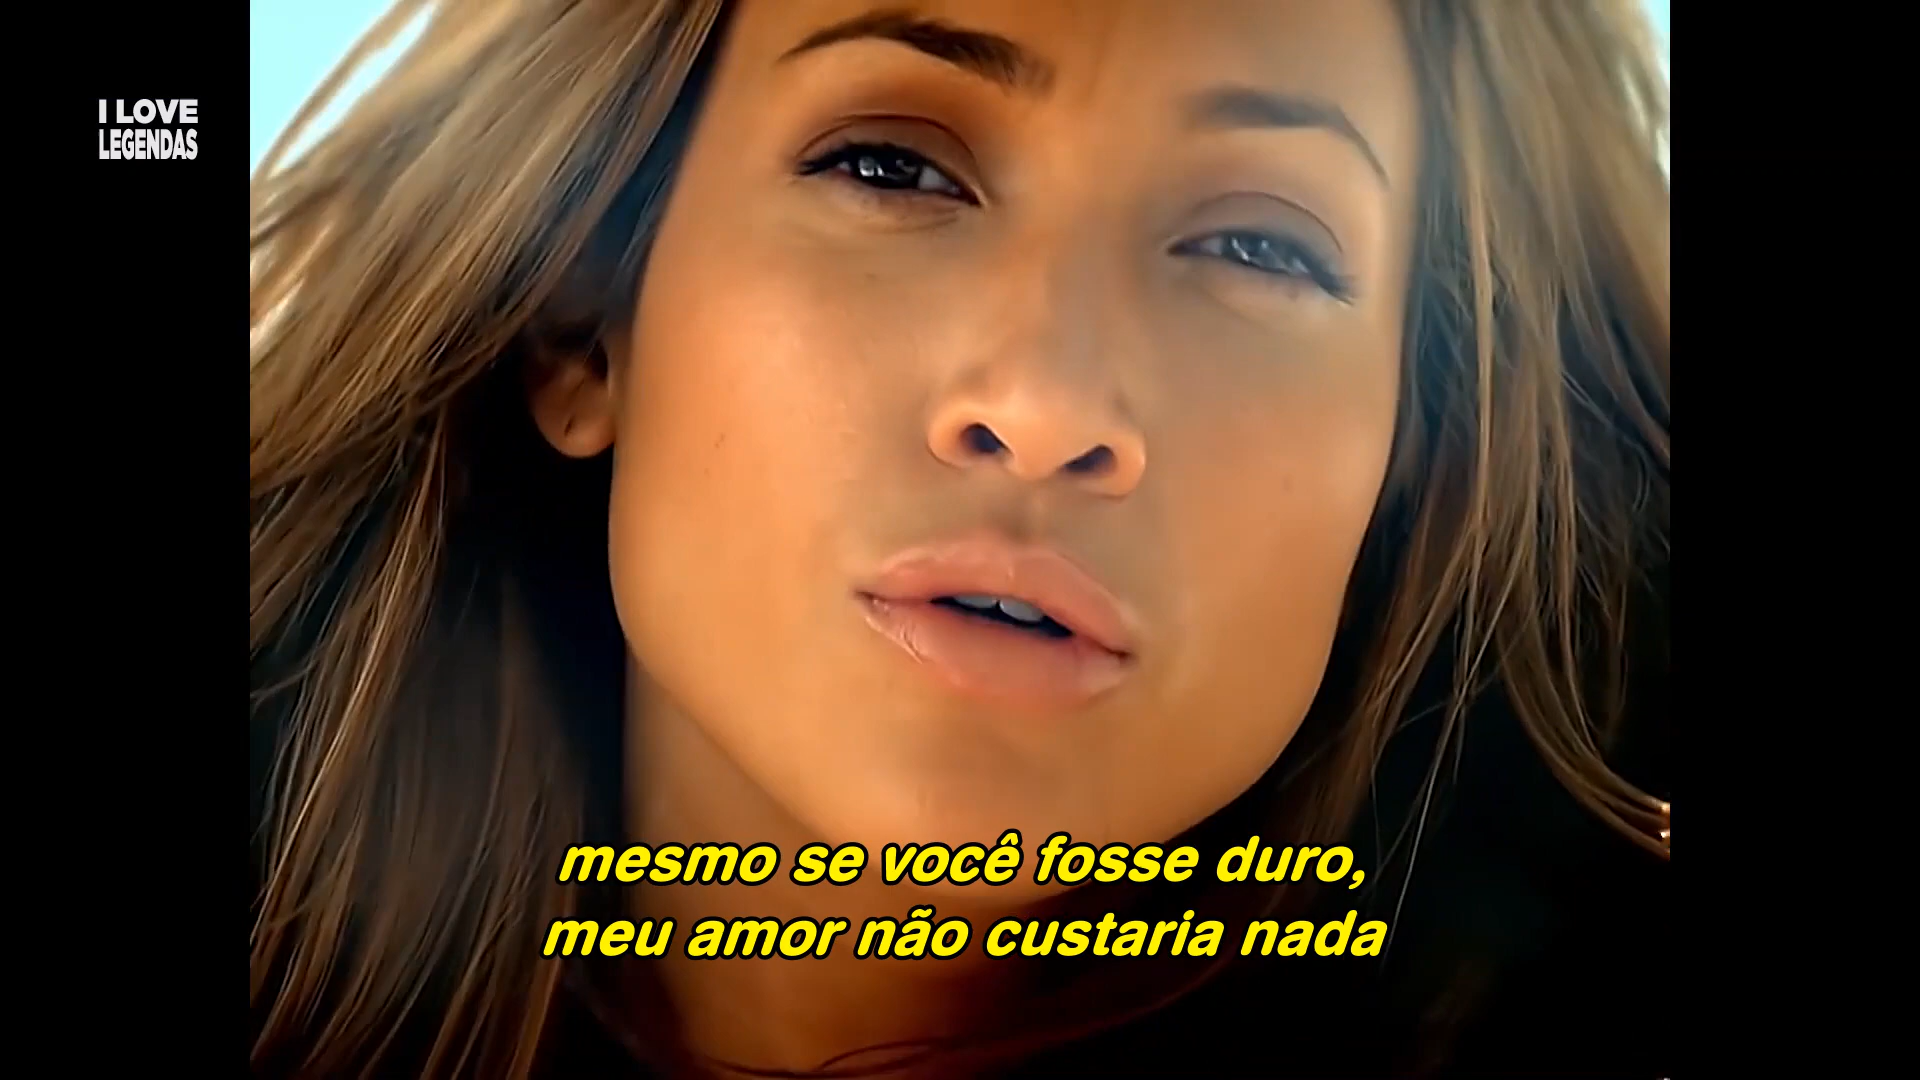 I LOVE
LEGENDAS
mesmo se você fosse duro,
meu amor não custaria nada